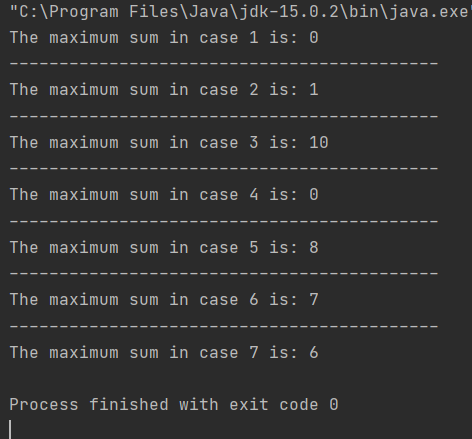 "C:\Program Files\Java\jdk-15.0.2\bin\java.exe"
The maximum sum in case 1 is: 0
-------------------------------------------
The maximum sum in case 2 is: 1
-------------------------------------------
The maximum sum in case 3 is: 10
-------------------------------------------
The maximum sum in case 4 is: 0
-------------------------------------------
The maximum sum in case 5 is: 8
-------------------------------------------
The maximum sum in case 6 is: 7
-------------------------------------------
The maximum sum in case 7 is: 6
Process finished with exit code 0